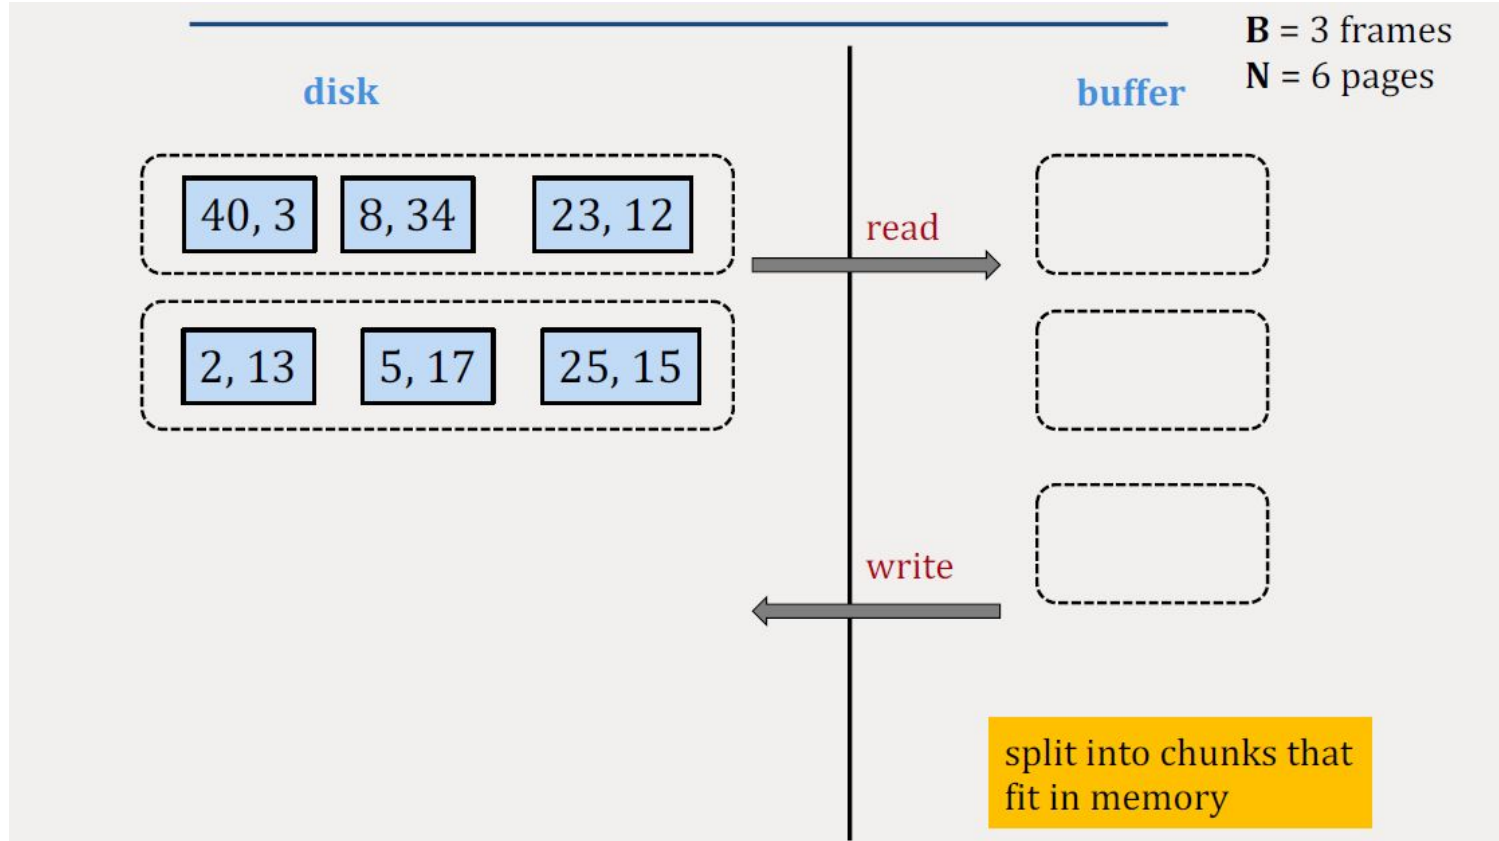 B = 3 frames
N = 6 pages
disk
buffer
40, 3
8, 34
23, 12
read
2, 13
5, 17
25, 15
write
split into chunks that
fit in memory